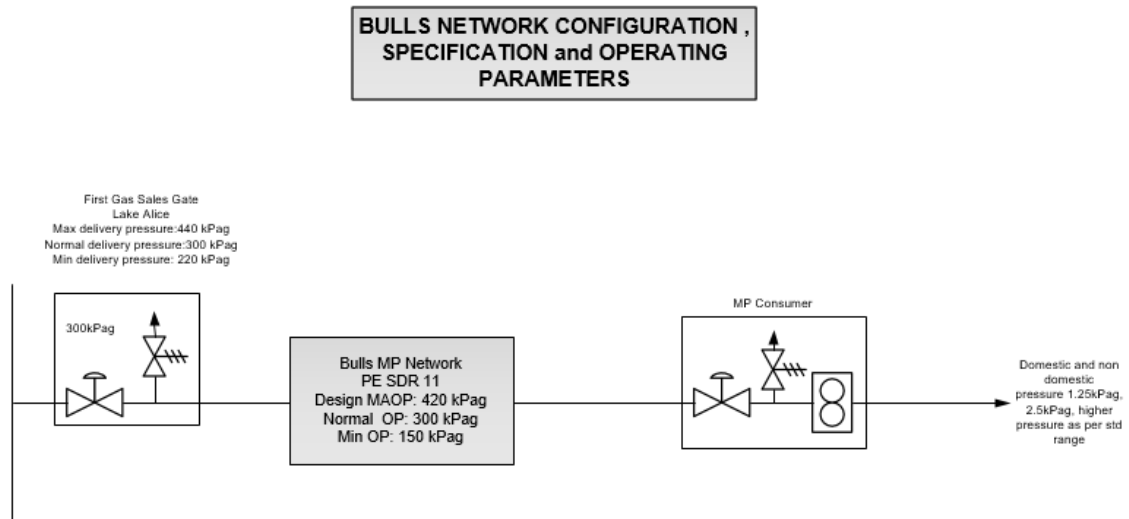 BULLS NETWORK CONFIGURATION ,
SPECIFICATION and OPERATING
PARAMETERS
First Gas Sales Gate
Lake Alice
Max delivery pressure:440 kPag
Normal delivery pressure:300 kPag
Min delivery pressure: 220 kPag
300kPag
Bulls MP Network
PE SDR 11
Design MAOP: 420 kPag
Normal OP: 300 kPag
Min OP: 150 kPag
MP Consumer
Domestic and non
domestic
pressure 1.25kPag,
2.5kPag, higher
pressure as per std
range